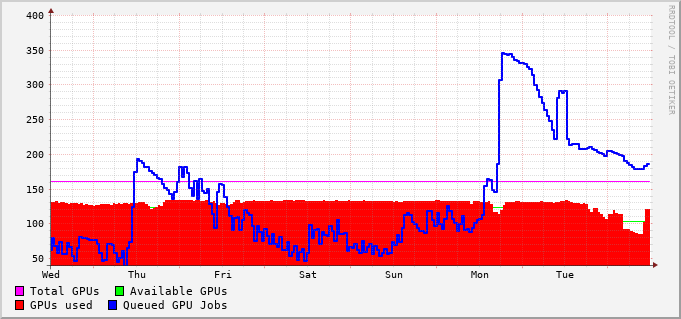 400
350
300
250
200
150
100
50
Wed Thu Fri Sat Sun Mon Tue
Total GPUs Available GPUs
GPUs used Queued GPU Jobs
RRDTOOL / TOBI OETIKER